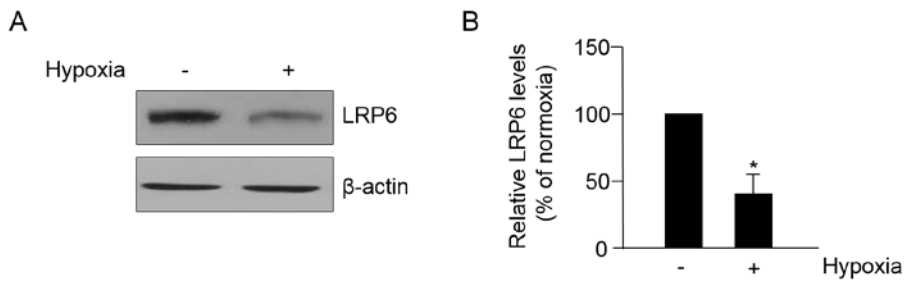 A
Hypoxia - +
LRP6
β-actin
B
Relative LRP6 levels
(% of normoxia)
150
100
50
0
*
- + Hypoxia